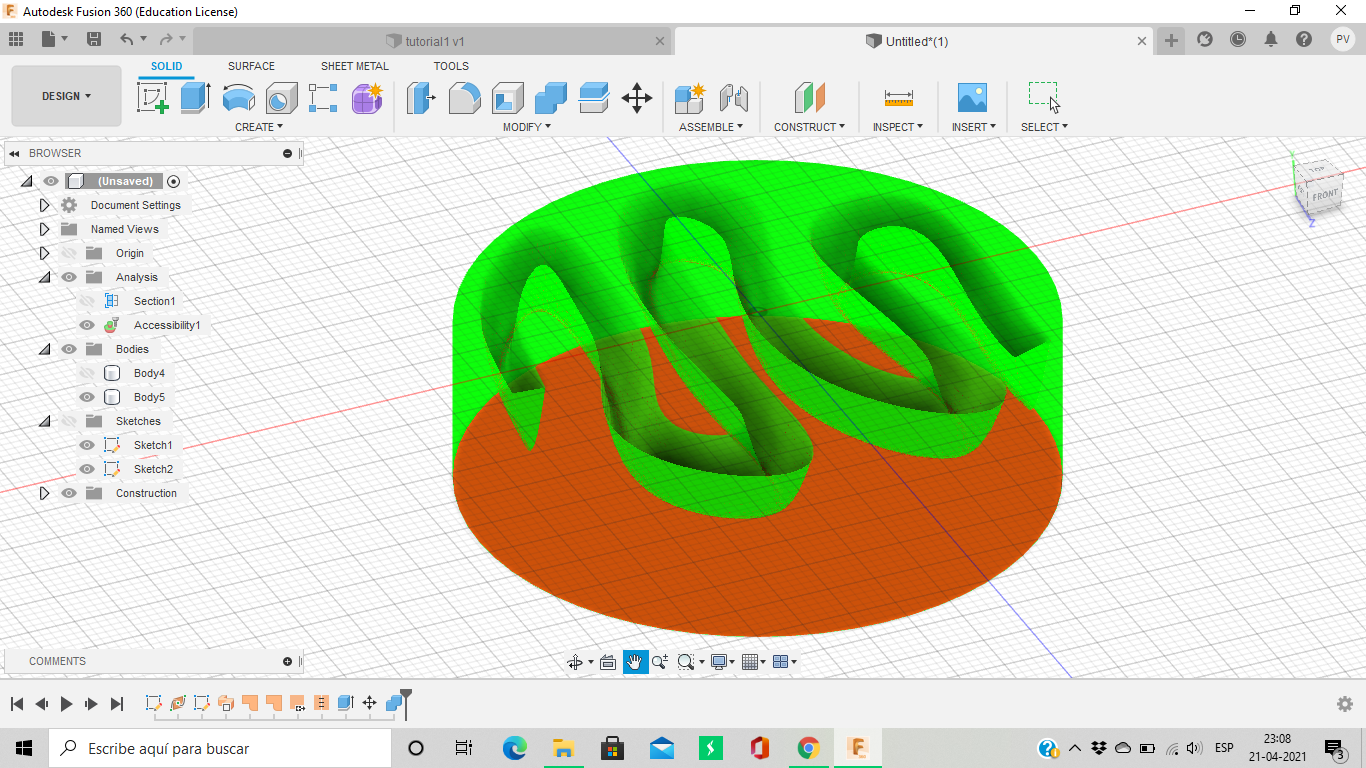 Autodesk Fusion 360 (Education License)
tutorial1 v1
Untitled*(1)
PV
DESIGN
SOLID
SURFACE
SHEET METAL
TOOLS
CREATE
MODIFY
ASSEMBLE
CONSTRUCT
INSPECT
INSERT
SELECT
BROWSER
(Unsaved)
Document Settings
Named Views
Origin
Analysis
Section1
Accessibility1
Bodies
Body4
Body5
Sketches
Sketch1
Sketch2
Construction
Y
TOP
FRONT
Z
COMMENTS
Escribe aquí para buscar
ESP
23:08
21-04-2021
3